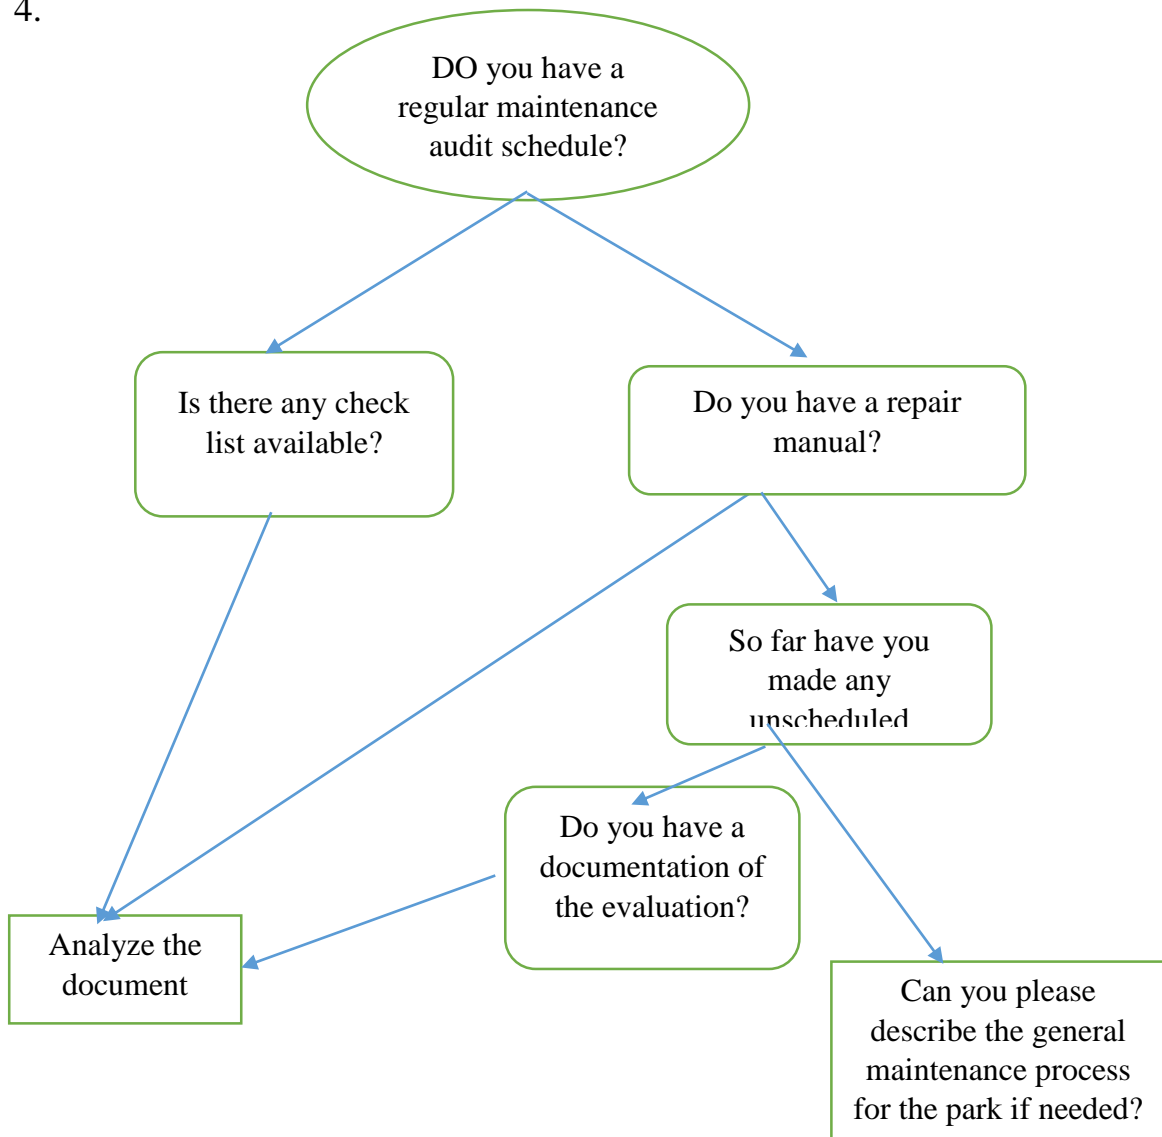 4.
DO you have a
regular maintenance
audit schedule?
Is there any check
list available?
Do you have a repair
manual?
So far have you
made any
unscheduled
Do you have a
documentation of
the evaluation?
Analyze the
document
Can you please
describe the general
maintenance process
for the park if needed?